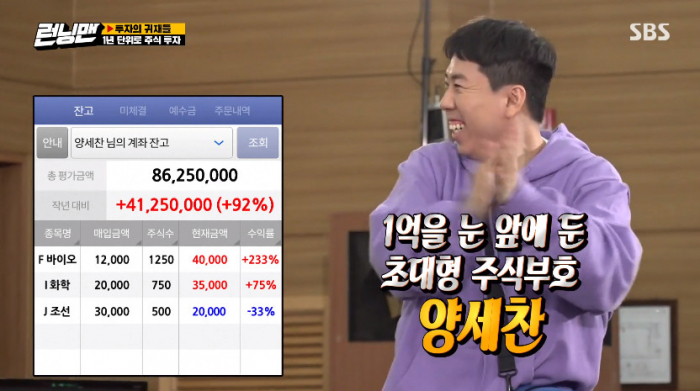 런닝맨
▶투자의 귀재들
1년 단위로 주식 투자
SBS
잔고 미체결 예수금 주문내역
안내 양세찬 님의 계좌 잔고 조회
총 평가금액 86,250,000
작년 대비 +41,250,000 (+92%)
종목명 매입금액 주식수 현재금액 수익률
F 바이오 12,000 1250 40,000 +233%
I 화학 20,000 750 35,000 +75%
J 조선 30,000 500 20,000 -33%
1억을 눈 앞에 둔
초대형 주식부호
양세찬